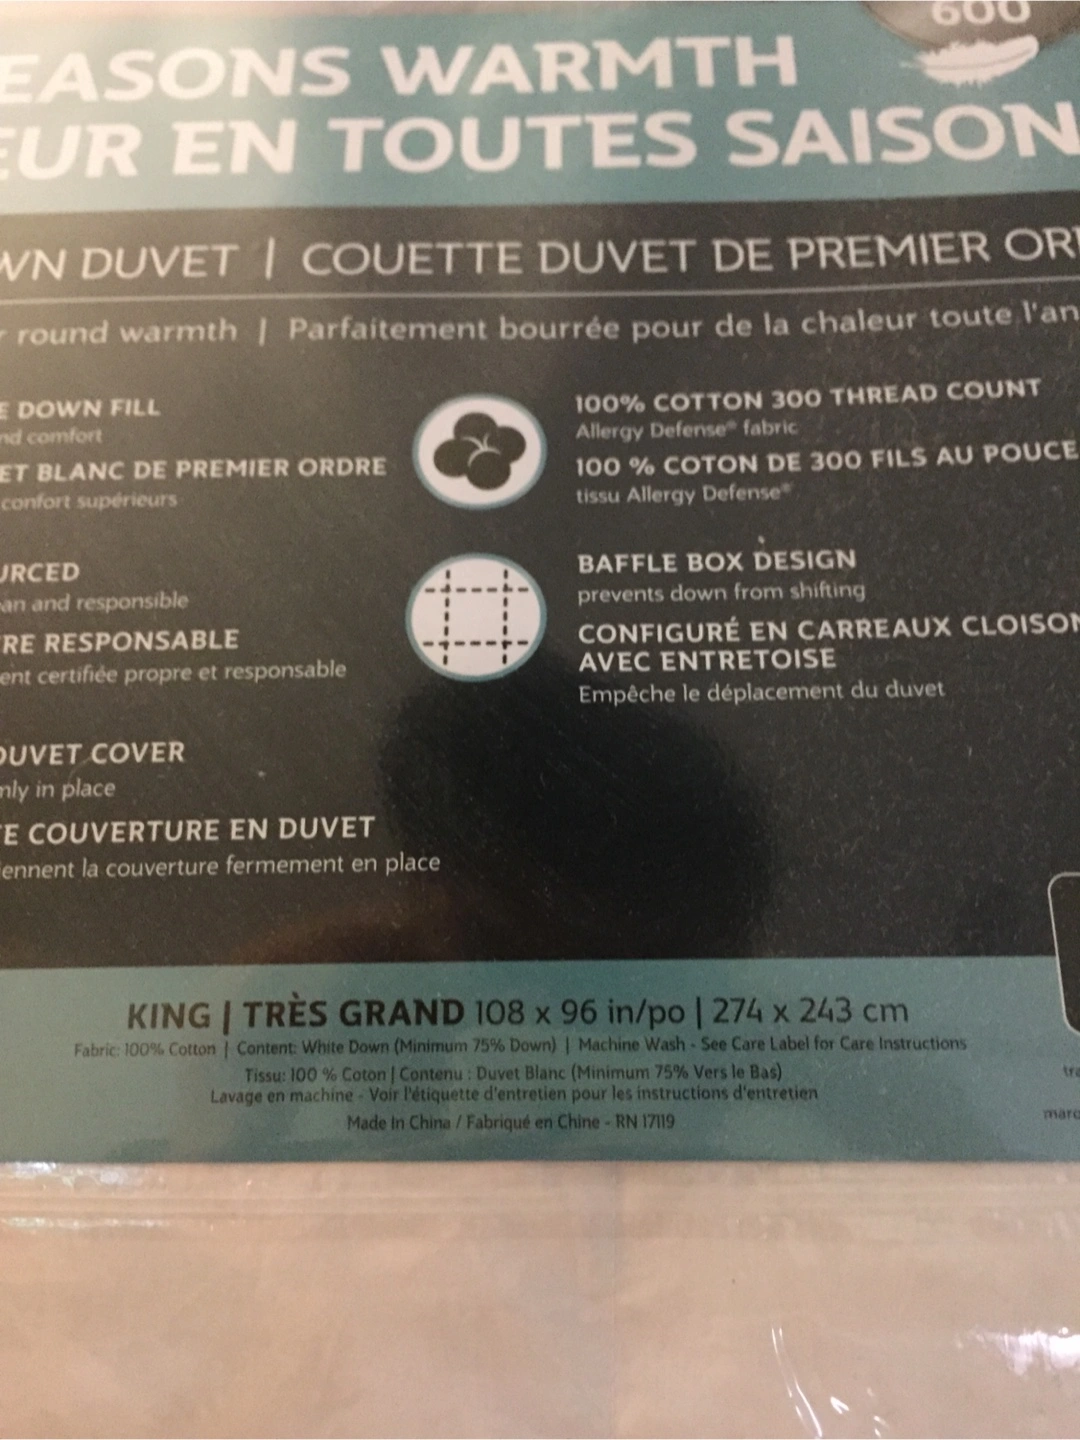 600
EASONS WARMTH
EUR EN TOUTES SAISON
WN DUVET | COUETTE DUVET DE PREMIER OR
r round warmth | Parfaitement bourrée pour de la chaleur toute l'an
E DOWN FILL
nd comfort
ET BLANC DE PREMIER ORDRE
confort supérieurs
100% COTTON 300 THREAD COUNT
Allergy Defense® fabric
100 % COTON DE 300 FILS AU POUCE
tissu Allergy Defense®
URCED
an and responsible
RE RESPONSABLE
ent certifiée propre et responsable
BAFFLE BOX DESIGN
prevents down from shifting
CONFIGURÉ EN CARREAUX CLOISON
AVEC ENTRETOISE
Empêche le déplacement du duvet
DUVET COVER
nly in place
TE COUVERTURE EN DUVET
iennent la couverture fermement en place
KING | TRÈS GRAND 108 x 96 in/po | 274 x 243 cm
Fabric: 100% Cotton | Content: White Down (Minimum 75% Down) | Machine Wash - See Care Label for Care Instructions
Tissu: 100 % Coton | Contenu : Duvet Blanc (Minimum 75% Vers le Bas)
Lavage en machine - Voir l'étiquette d'entretien pour les instructions d'entretien
Made In China / Fabriqué en Chine - RN 17119
tra
marq